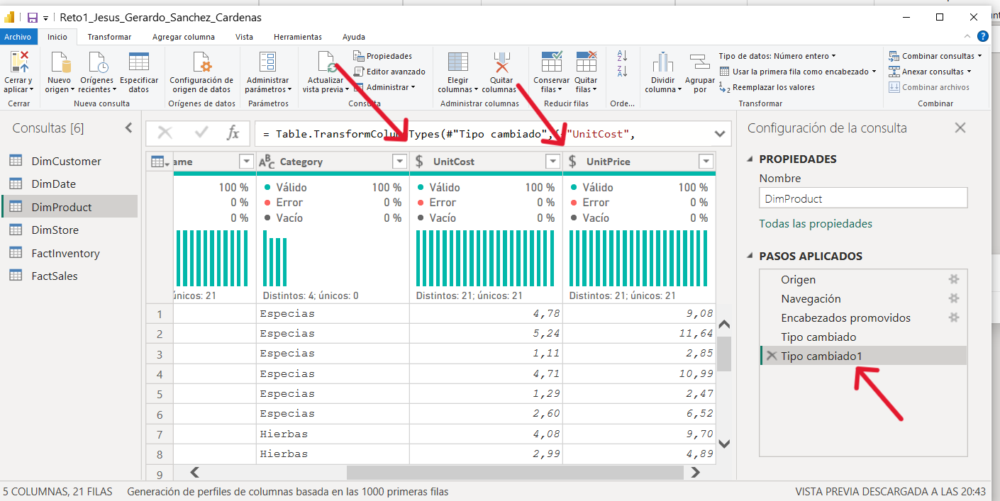 Reto1_Jesus_Gerardo_Sanchez_Cardenas
Archivo Inicio Transformar Agregar columna Vista Herramientas Ayuda
Cerrar y aplicar
Nuevo origen
Orígenes recientes
Especificar datos
Configuración de origen de datos
Administrar parámetros
Actualizar vista previa
Propiedades
Editor avanzado
Administrar
Elegir columnas
Quitar columnas
Conservar filas
Quitar filas
Dividir columna
Agrupar por
Tipo de datos: Número entero
Usar la primera fila como encabezado
Reemplazar los valores
Combinar consultas
Anexar consultas
Combinar archivos
Cerrar Nueva consulta Orígenes de datos Parámetros Consulta Administrar columnas Reducir filas Orde... Transformar Combinar
Consultas [6]
DimCustomer
DimDate
DimProduct
DimStore
FactInventory
FactSales
fx = Table.TransformColumnTypes(#"Tipo cambiado",{{"UnitCost",
ame ABC Category $ UnitCost $ UnitPrice
100 % Válido 100 % Válido 100 % Válido 100 %
0 % Error 0 % Error 0 % Error 0 %
0 % Vacío 0 % Vacío 0 % Vacío 0 %
únicos: 21 Distintos: 4; únicos: 0 Distintos: 21; únicos: 21 Distintos: 21; únicos: 21
1 Especias 4,78 9,08
2 Especias 5,24 11,64
3 Especias 1,11 2,85
4 Especias 4,71 10,99
5 Especias 1,29 2,47
6 Especias 2,60 6,52
7 Hierbas 4,08 9,70
8 Hierbas 2,99 4,89
9
Configuración de la consulta
PROPIEDADES
Nombre
DimProduct
Todas las propiedades
PASOS APLICADOS
Origen
Navegación
Encabezados promovidos
Tipo cambiado
Tipo cambiado1
5 COLUMNAS, 21 FILAS Generación de perfiles de columnas basada en las 1000 primeras filas VISTA PREVIA DESCARGADA A LAS 20:43